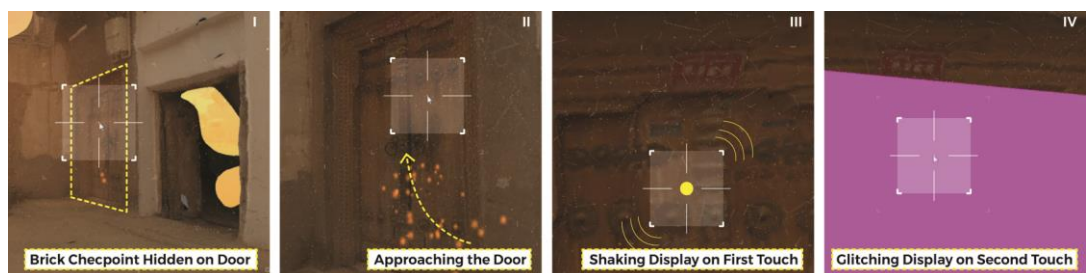 I
Brick Checpoint Hidden on Door
II
Approaching the Door
III
Shaking Display on First Touch
IV
Glitching Display on Second Touch